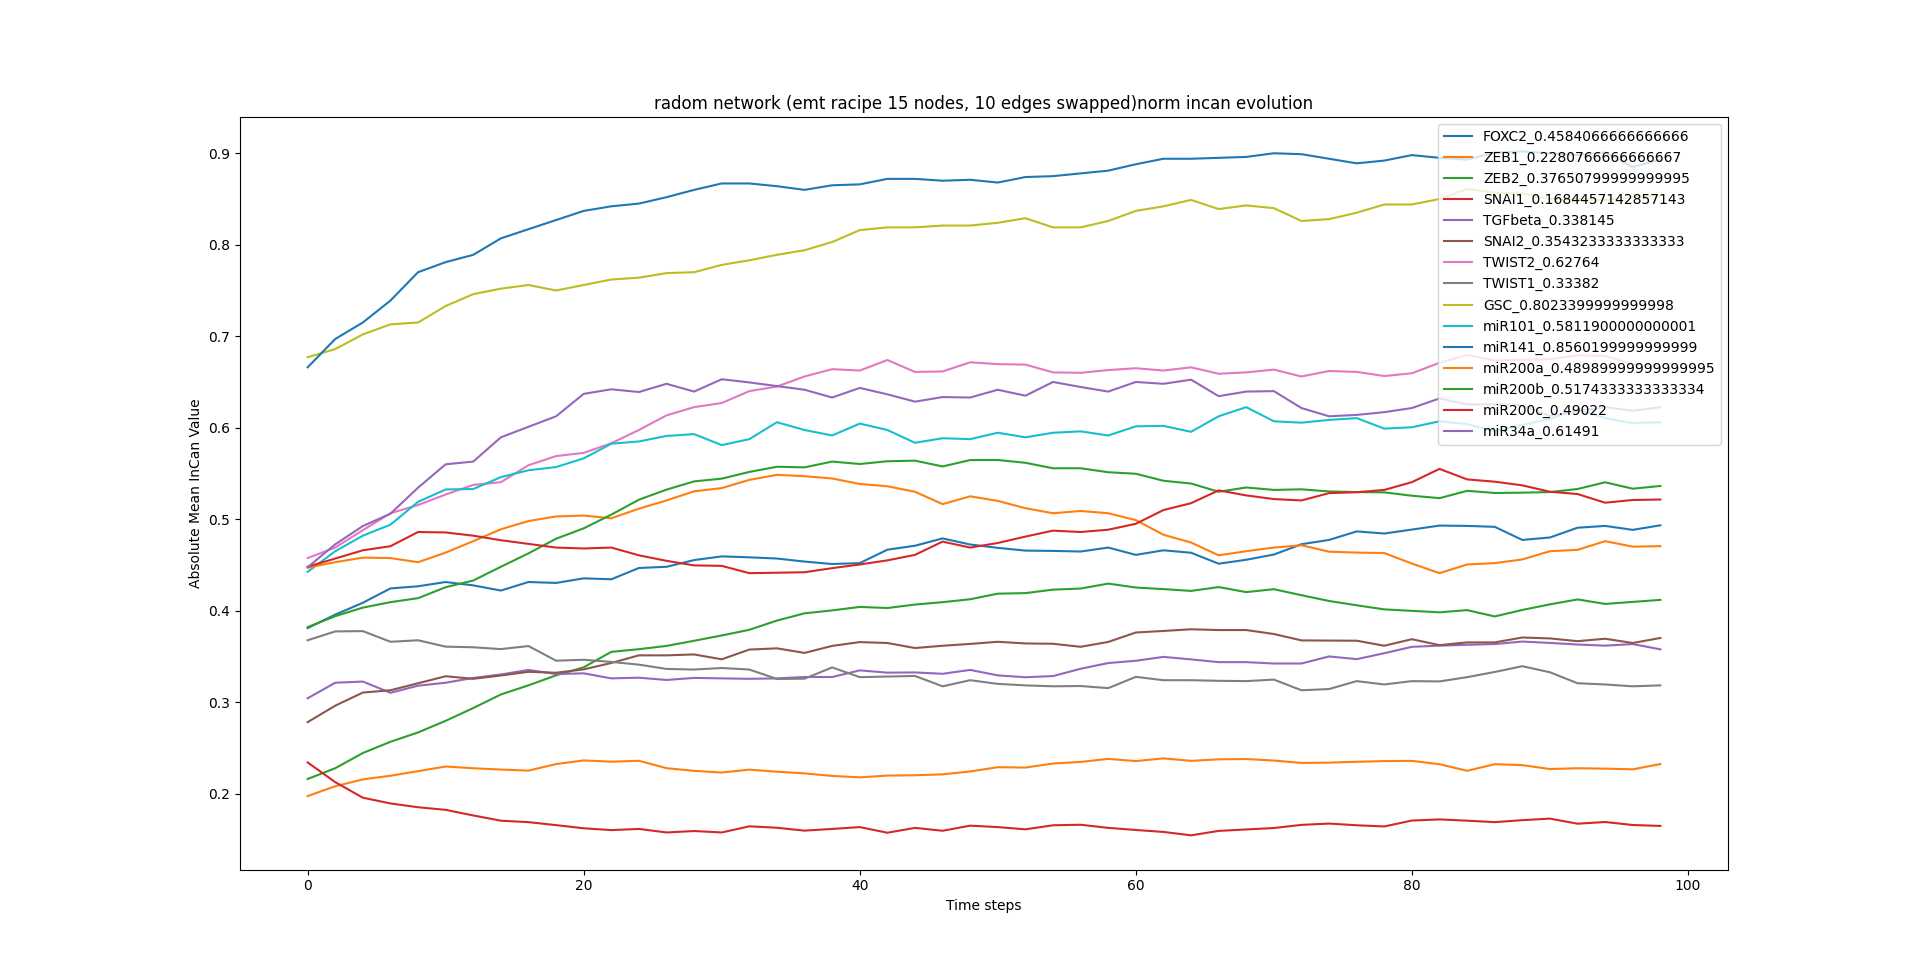 radom network (emt racipe 15 nodes, 10 edges swapped)norm incan evolution
Absolute Mean InCan Value
0.9
0.8
0.7
0.6
0.5
0.4
0.3
0.2
FOXC2_0.4584066666666666
ZEB1_0.2280766666666667
ZEB2_0.37650799999999995
SNAI1_0.1684457142857143
TGFbeta_0.338145
SNAI2_0.3543233333333333
TWIST2_0.62764
TWIST1_0.33382
GSC_0.8023399999999998
miR101_0.5811900000000001
miR141_0.8560199999999999
miR200a_0.48989999999999995
miR200b_0.5174333333333334
miR200c_0.49022
miR34a_0.61491
0 20 40 60 80 100
Time steps